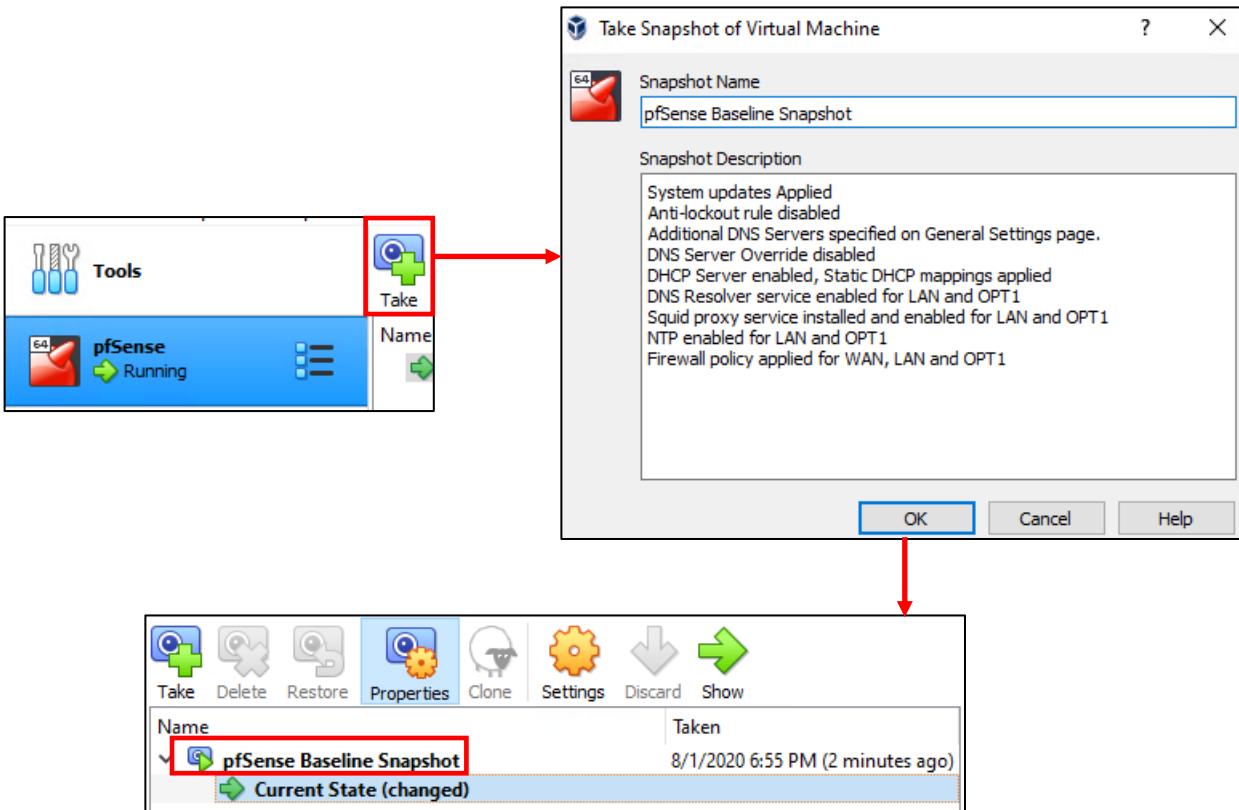 Take Snapshot of Virtual Machine ? X
64
Snapshot Name
pfSense Baseline Snapshot
Snapshot Description
System updates Applied
Anti-lockout rule disabled
Additional DNS Servers specified on General Settings page.
DNS Server Override disabled
DHCP Server enabled, Static DHCP mappings applied
DNS Resolver service enabled for LAN and OPT1
Squid proxy service installed and enabled for LAN and OPT1
NTP enabled for LAN and OPT1
Firewall policy applied for WAN, LAN and OPT1
OK Cancel Help
Tools
Take
64
pfSense
Running
Name
Take Delete Restore Properties Clone Settings Discard Show
Name Taken
pfSense Baseline Snapshot 8/1/2020 6:55 PM (2 minutes ago)
Current State (changed)